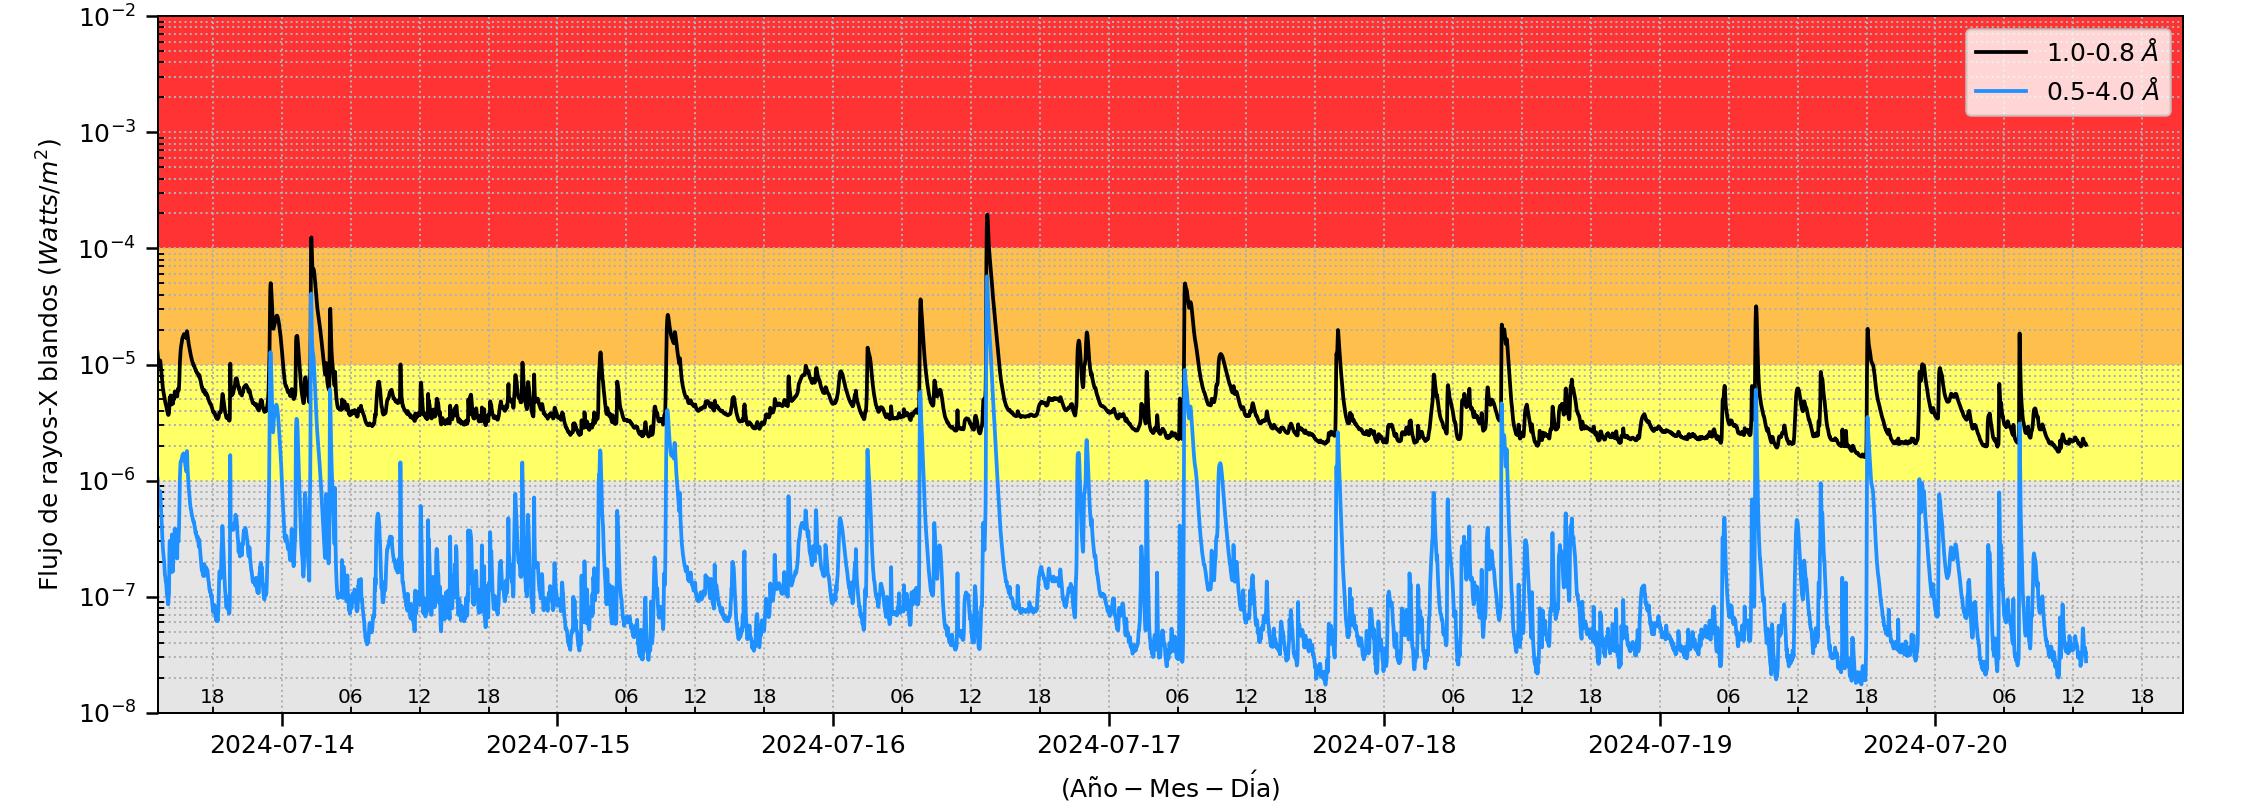 10⁻²
10⁻³
10⁻⁴
10⁻⁵
10⁻⁶
10⁻⁷
10⁻⁸
Flujo de rayos-X blandos (Watts/m²)
1.0-0.8 Å
0.5-4.0 Å
18 06 12 18 06 12 18 06 12 18 06 12 18 06 12 18 06 12 18 06 12 18
2024-07-14 2024-07-15 2024-07-16 2024-07-17 2024-07-18 2024-07-19 2024-07-20
(Año − Mes − Día)